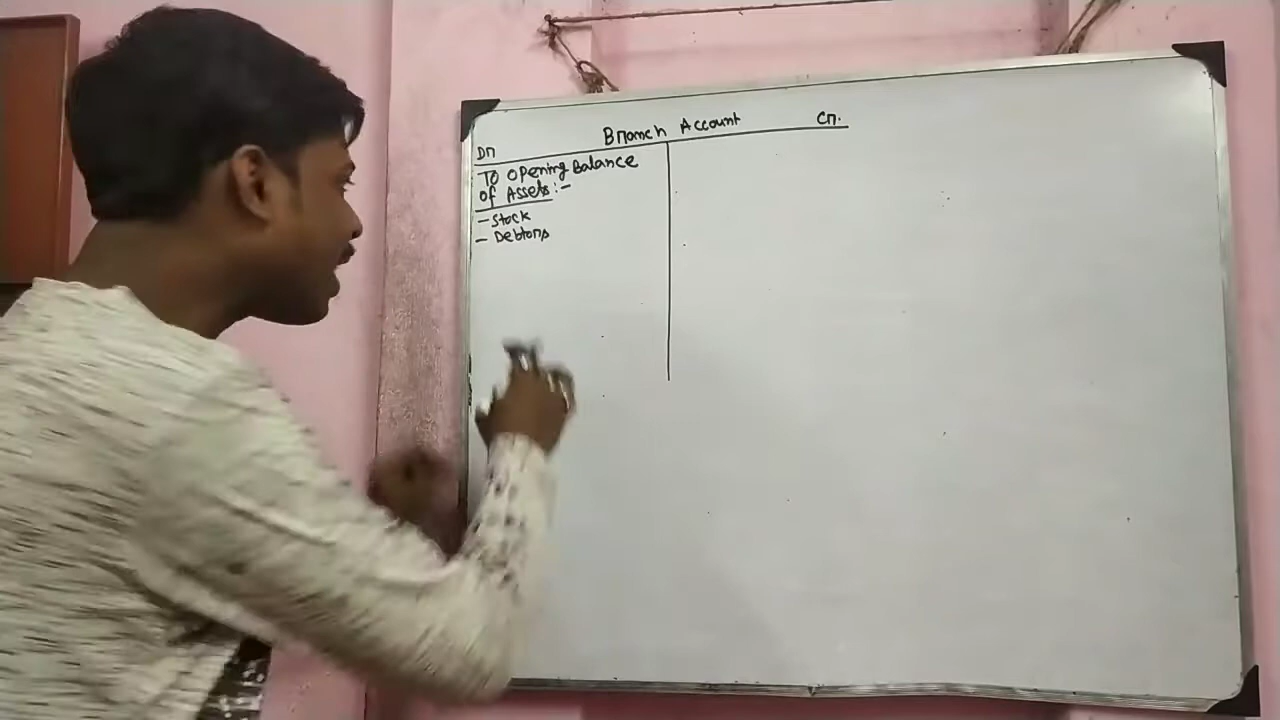 Branch Account
Dr Cr.
To Opening Balance
of Assets :-
- Stock
- Debtors